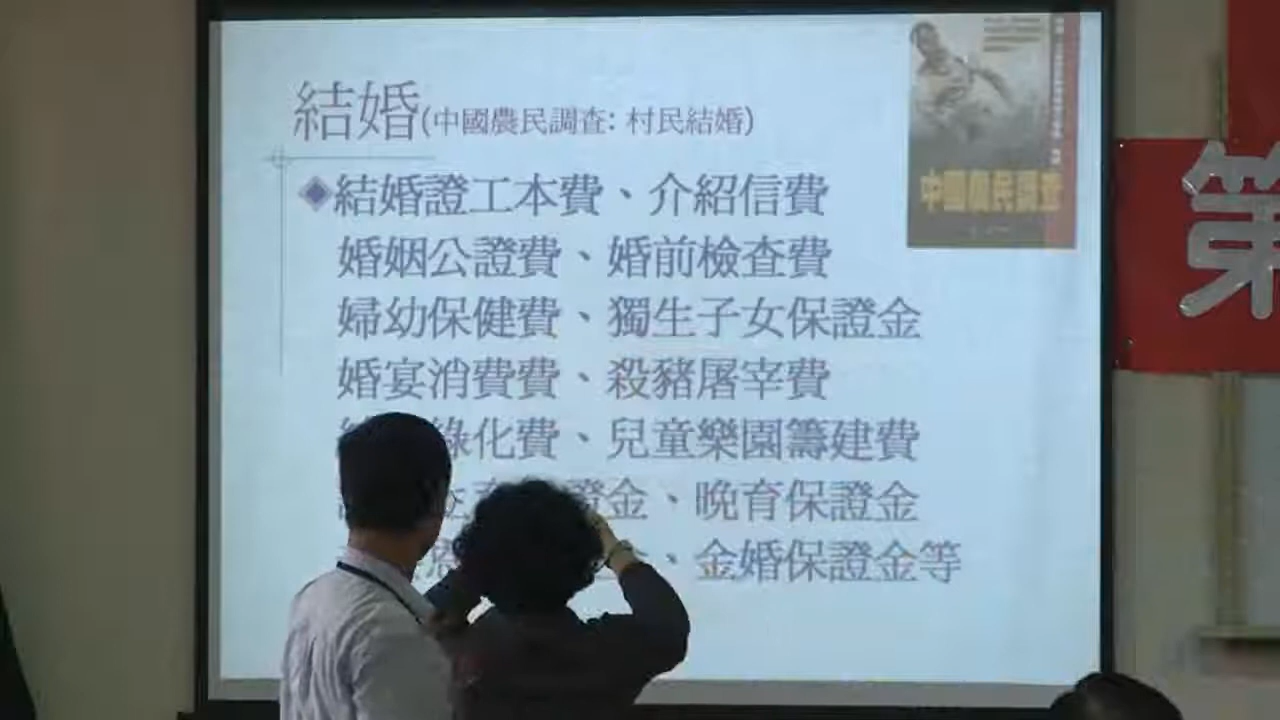 結婚(中國農民調查: 村民結婚)
結婚證工本費、介紹信費
婚姻公證費、婚前檢查費
婦幼保健費、獨生子女保證金
婚宴消費費、殺豬屠宰費
綠化費、兒童樂園籌建費
證金、晚育保證金
、金婚保證金等
中國農民調查
第